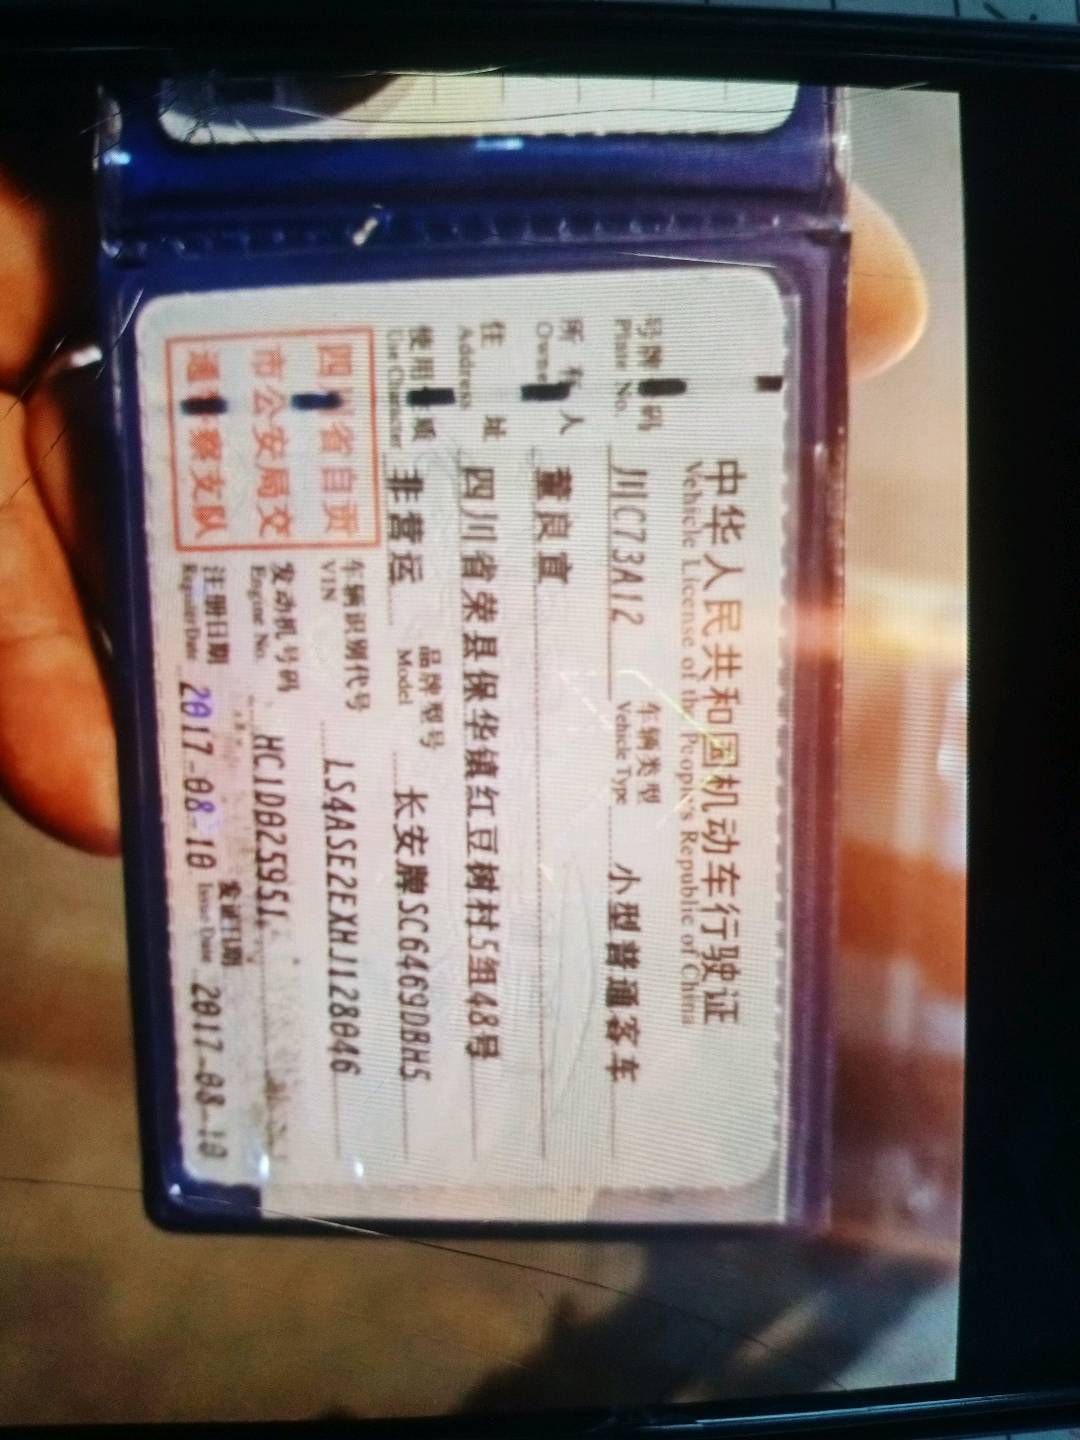 中华人民共和国机动车行驶证
Vehicle License of the People's Republic of China
号牌 码 川C73A12 车辆类型 小型普通客车
Plate No. Vehicle Type
所有人 董良宣
Owner
住址 四川省荣县保华镇红豆树村5组48号
Address
使用 质 非营运 品牌型号 长安牌SC6469DBH5
Use Character Model
四川省自贡
市公安局交
通警察支队
车辆识别代号 LS4ASE2EXHJ128046
VIN
发动机号码 HC1DB25951
Engine No.
注册日期 2017-08-10 发证日期 2017-08-10
Register Date Issue Date